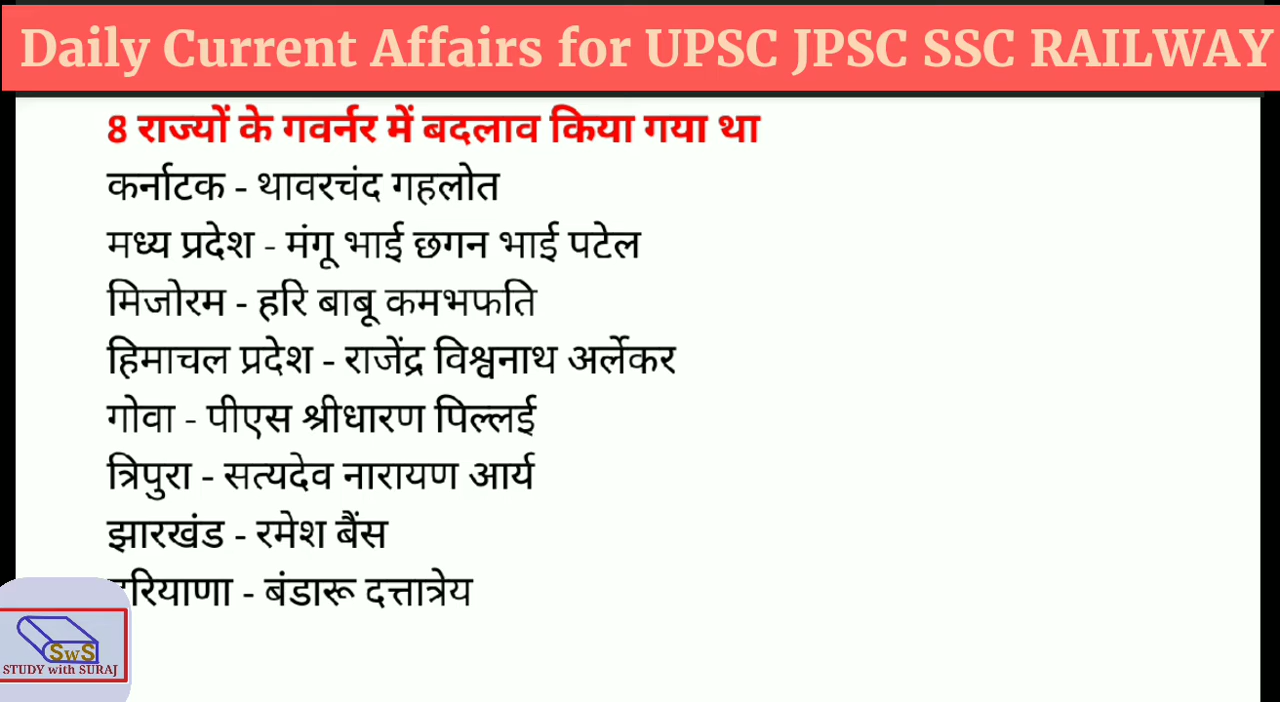 Daily Current Affairs for UPSC JPSC SSC RAILWAY
8 राज्यों के गवर्नर में बदलाव किया गया था
कर्नाटक - थावरचंद गहलोत
मध्य प्रदेश - मंगू भाई छगन भाई पटेल
मिजोरम - हरि बाबू कमभफति
हिमाचल प्रदेश - राजेंद्र विश्वनाथ अर्लेकर
गोवा - पीएस श्रीधारण पिल्लई
त्रिपुरा - सत्यदेव नारायण आर्य
झारखंड - रमेश बैंस
हरियाणा - बंडारू दत्तात्रेय
SwS
STUDY with SURAJ